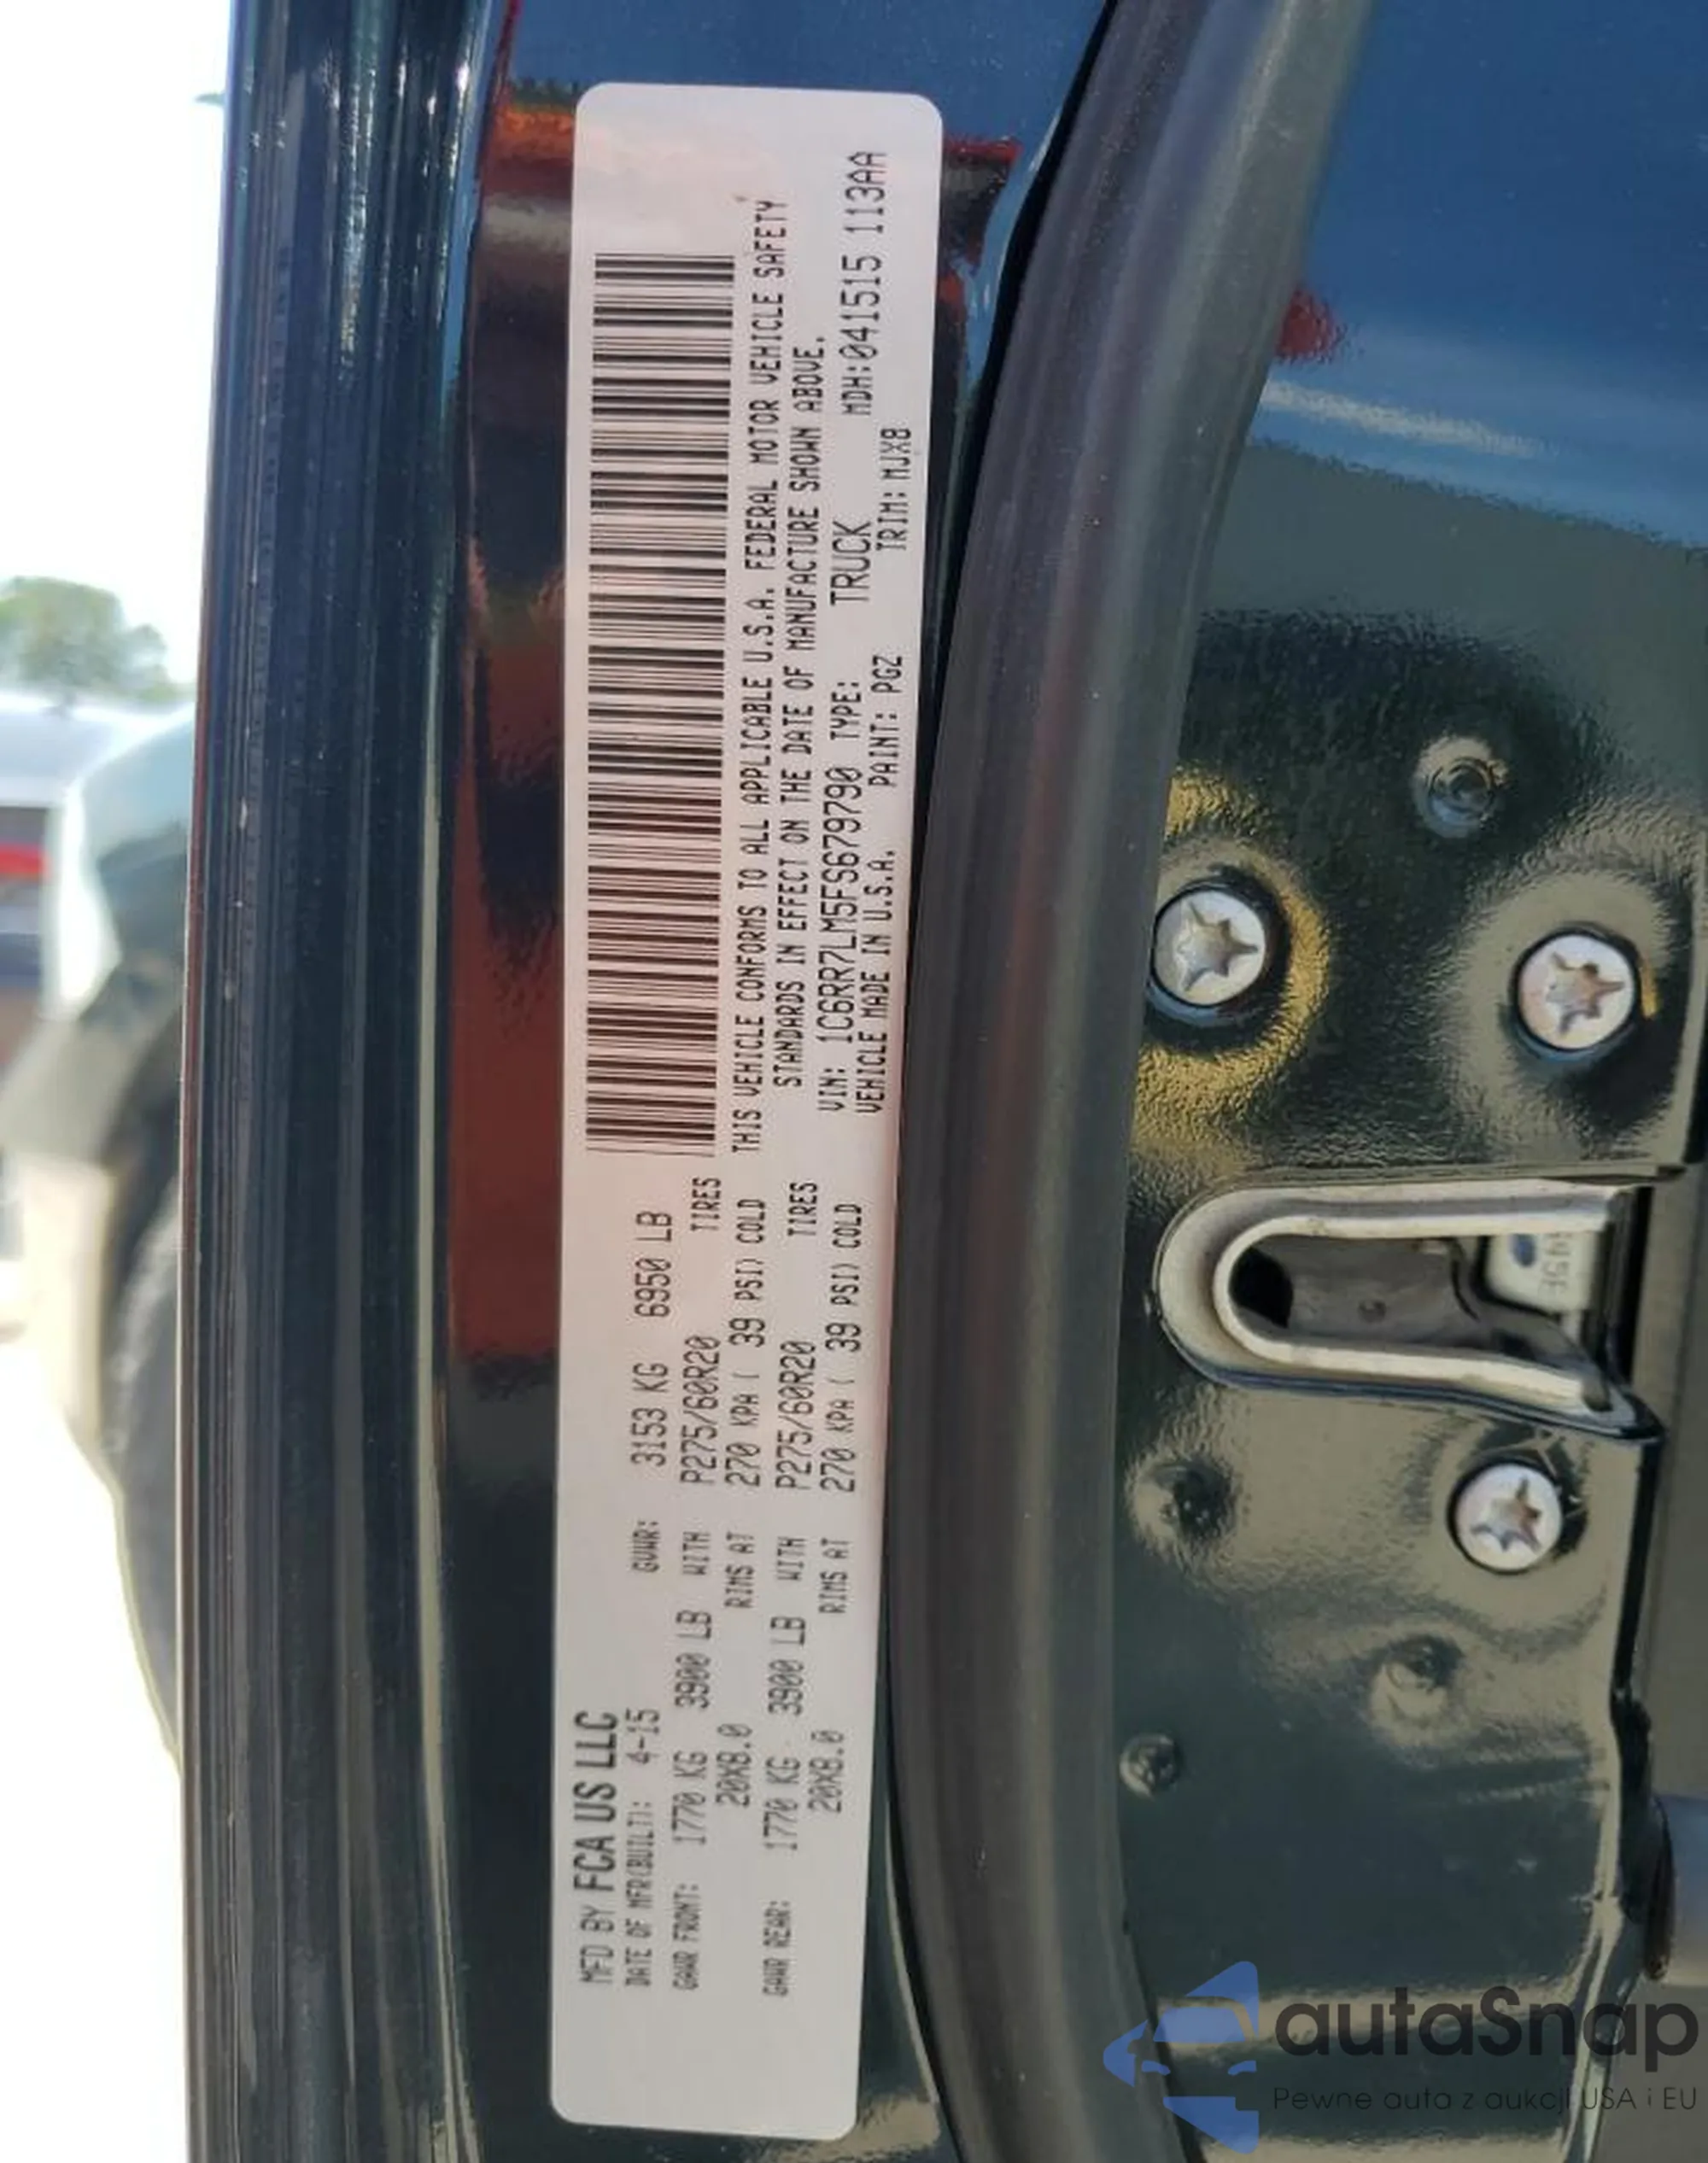 MFD BY FCA US LLC
DATE OF MFR(BUILT): 4-15 GVWR: 3153 KG 6950 LB
GAWR FRONT: 1770 KG 3900 LB WITH P275/60R20 TIRES
20X8.0 RIMS AT 270 KPA ( 39 PSI) COLD
GAWR REAR: 1770 KG 3900 LB WITH P275/60R20 TIRES
20X8.0 RIMS AT 270 KPA ( 39 PSI) COLD
THIS VEHICLE CONFORMS TO ALL APPLICABLE U.S.A. FEDERAL MOTOR VEHICLE SAFETY
STANDARDS IN EFFECT ON THE DATE OF MANUFACTURE SHOWN ABOVE.
VIN: 1C6RR7LM5FS679790 TYPE: TRUCK MDH:041515 113AA
VEHICLE MADE IN U.S.A. PAINT: PGZ TRIM: MJX8
autaSnap
Pewne auta z aukcji USA i EU